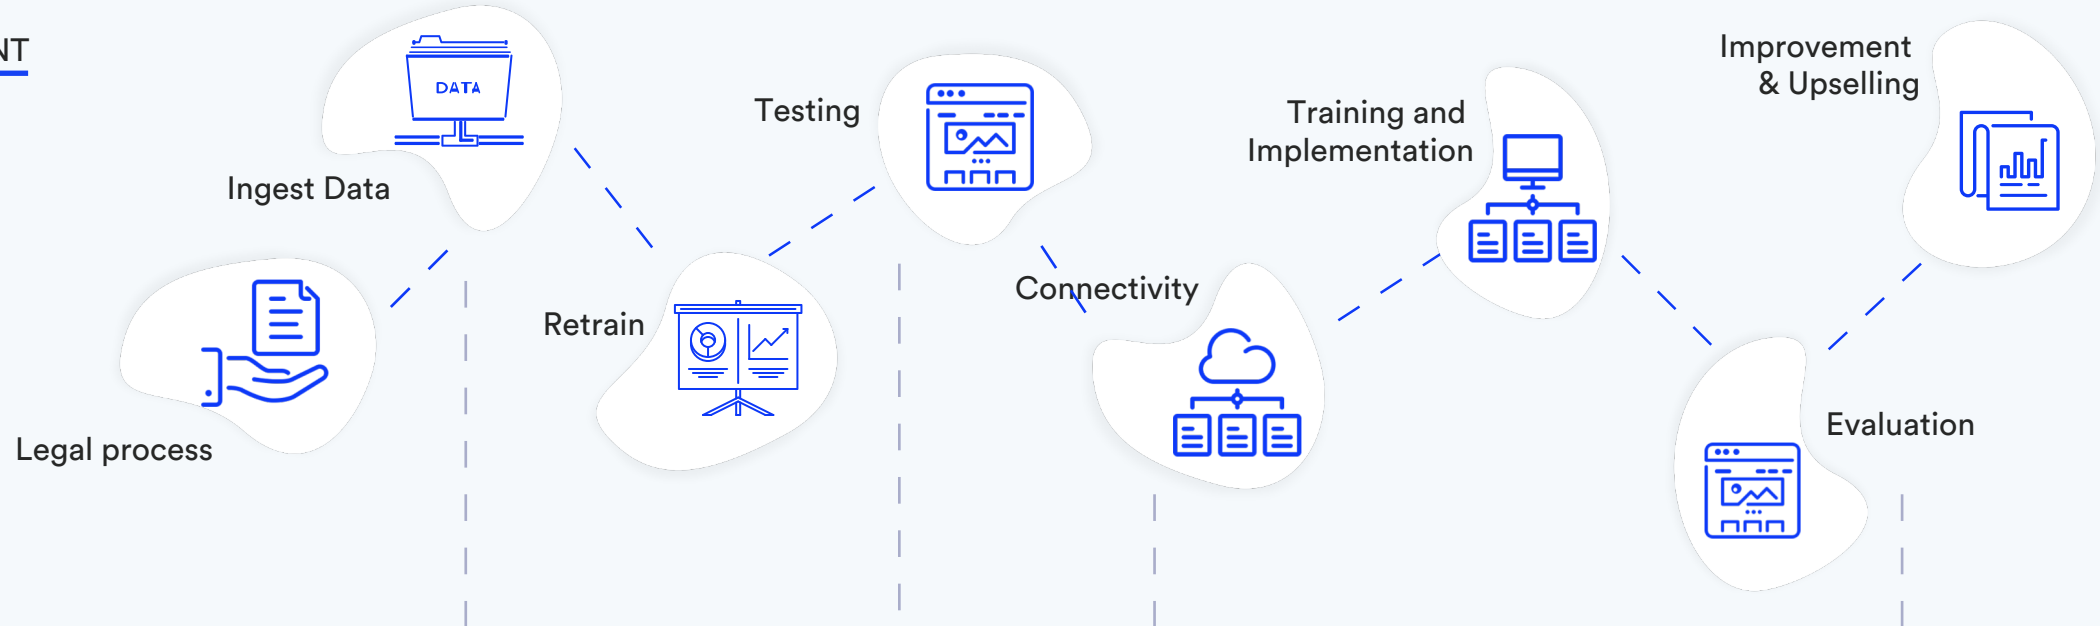 NT
Legal process
Ingest Data
DATA
Retrain
Testing
Connectivity
Training and
Implementation
Evaluation
Improvement
& Upselling